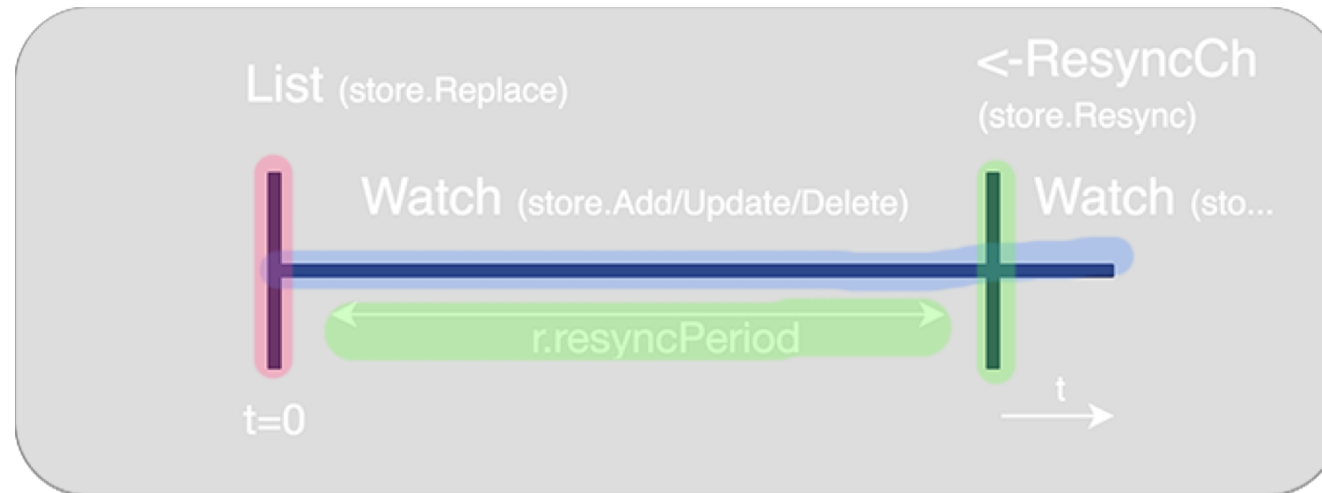 List (store.Replace)
<-ResyncCh
(store.Resync)
Watch (store.Add/Update/Delete)
Watch (sto...
r.resyncPeriod
t=0
t